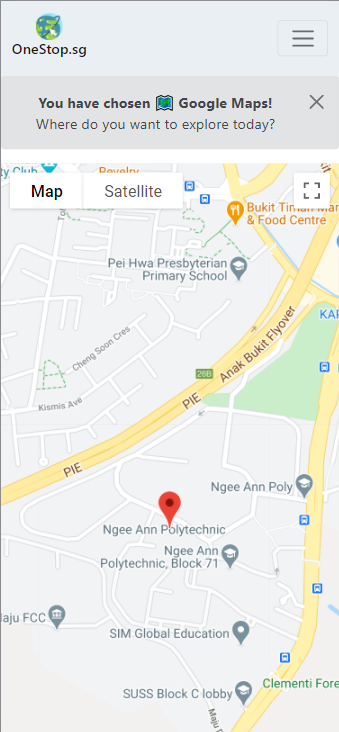 OneStop.sg
You have chosen Google Maps!
Where do you want to explore today?
ty Club
Revelry
Map
Satellite
Bukit Timah Mar
& Food Centre
Pei Hwa Presbyterian
Primary School
KAP
Anak Bukit Flyover
Cheng Soon Cres
26B
Kismis Ave
PIE
PIE
Ngee Ann Poly
Ngee Ann Polytechnic
Ngee Ann
Polytechnic, Block 71
Maju FCC
SIM Global Education
Clementi Fore
SUSS Block C lobby
Maju D